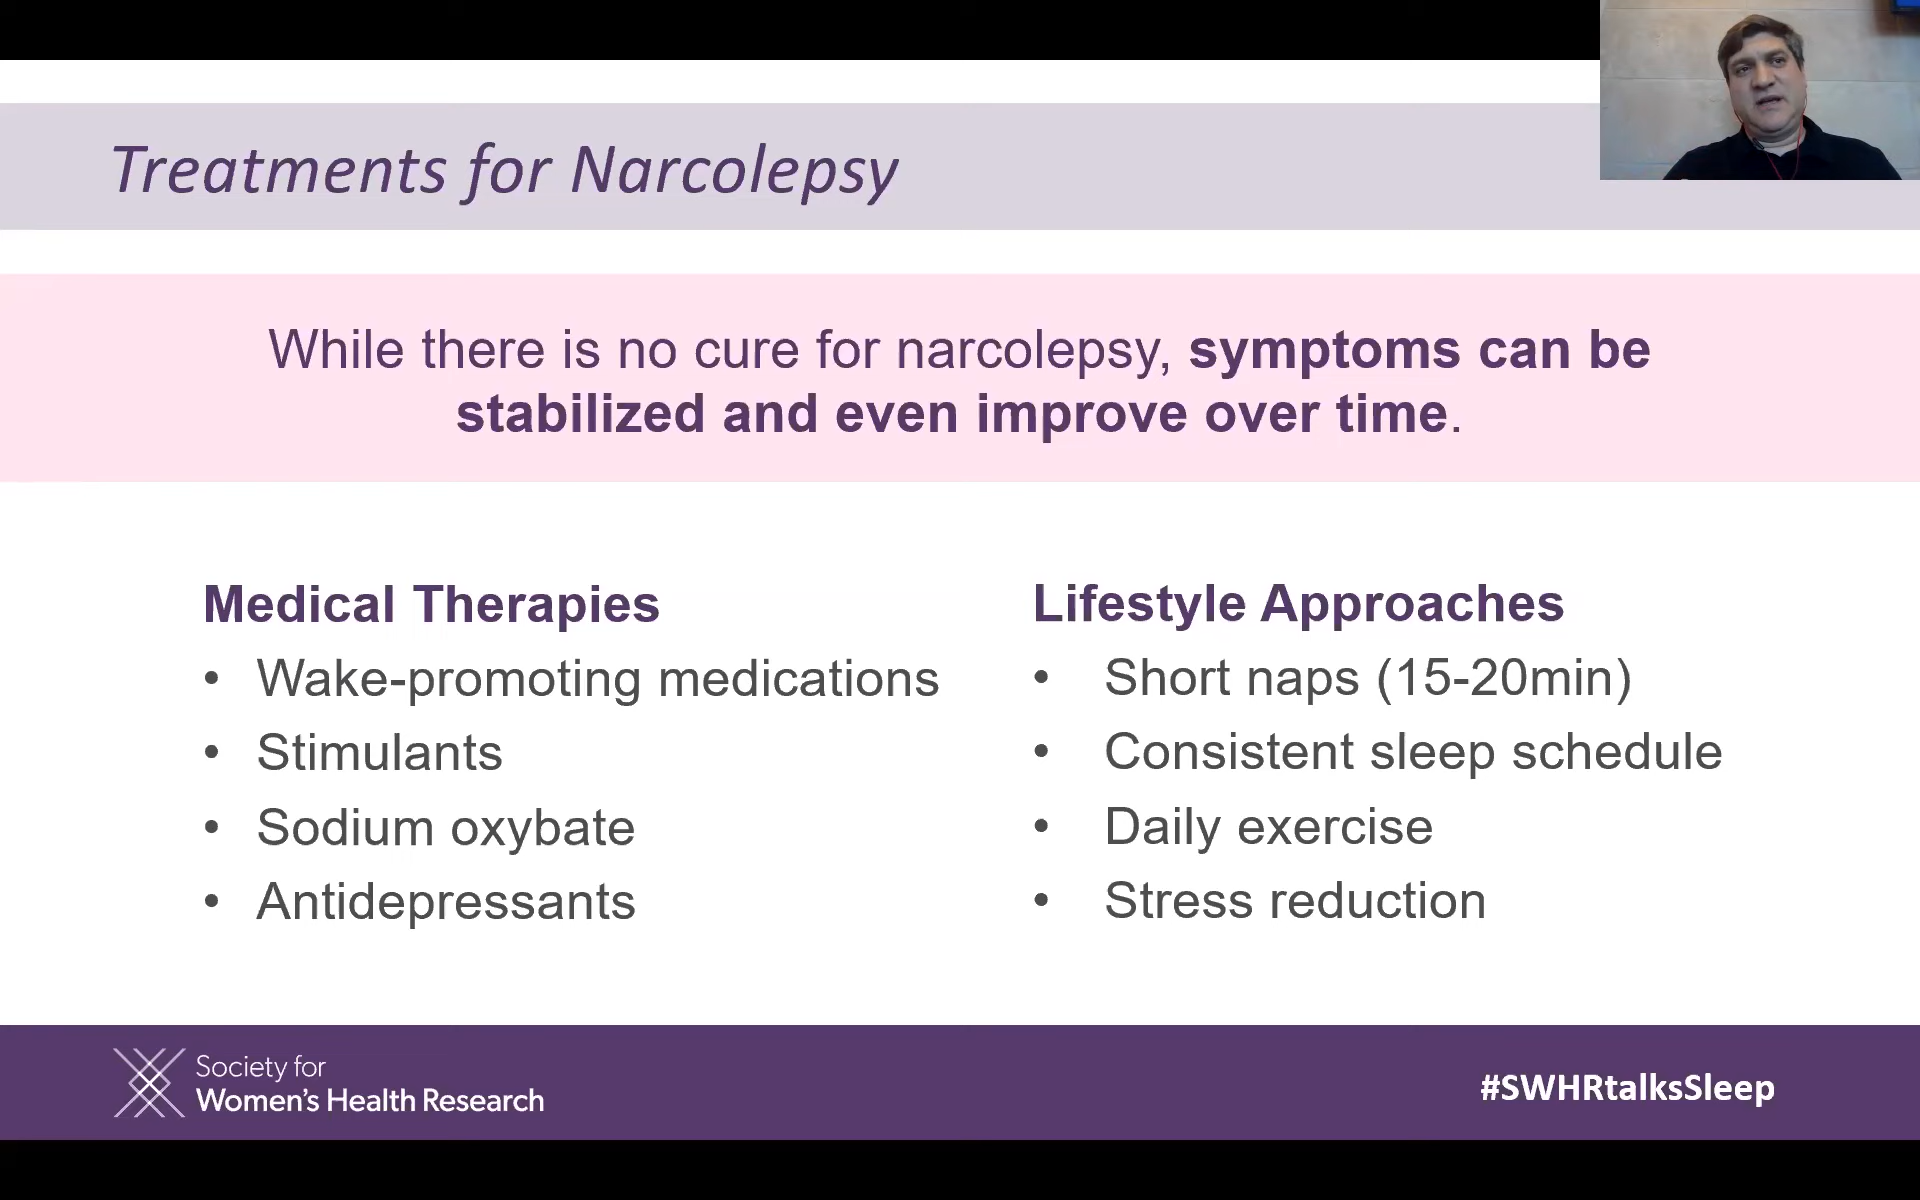 Treatments for Narcolepsy
While there is no cure for narcolepsy, symptoms can be
stabilized and even improve over time.
Medical Therapies
• Wake-promoting medications
• Stimulants
• Sodium oxybate
• Antidepressants
Lifestyle Approaches
• Short naps (15-20min)
• Consistent sleep schedule
• Daily exercise
• Stress reduction
Society for
Women's Health Research
#SWHRtalksSleep